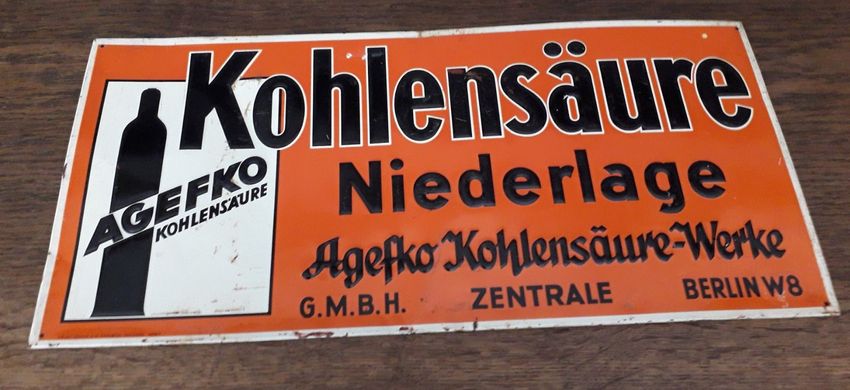 Kohlensäure
Niederlage
AGEFKO
KOHLENSÄURE
Agefko Kohlensäure-Werke
G.M.B.H. ZENTRALE BERLIN W8